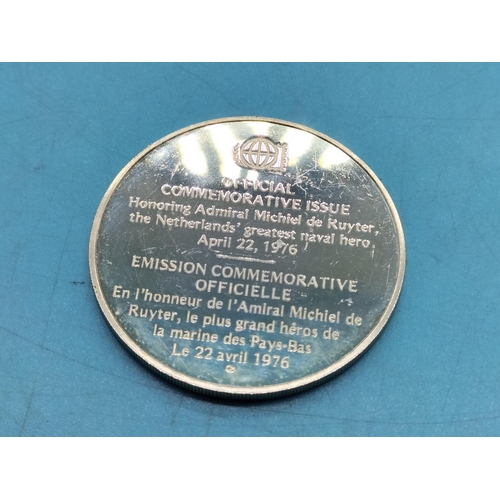 OFFICIAL
COMMEMORATIVE ISSUE
Honoring Admiral Michiel de Ruyter,
the Netherlands' greatest naval hero
April 22, 1976
EMISSION COMMEMORATIVE
OFFICIELLE
En l'honneur de l'Amiral Michiel de
Ruyter, le plus grand héros de
la marine des Pays-Bas
Le 22 avril 1976